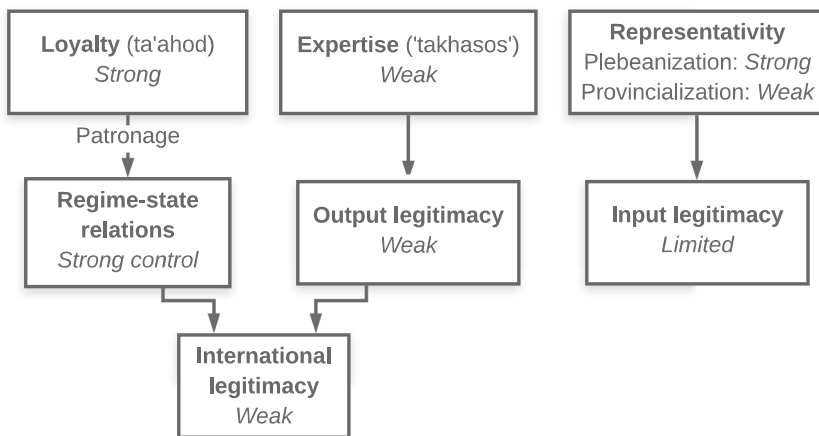 Loyalty (ta'ahod)
Strong
Expertise ('takhasos')
Weak
Representativity
Plebeanization: Strong
Provincialization: Weak
Patronage
Regime-state
relations
Strong control
Output legitimacy
Weak
Input legitimacy
Limited
International
legitimacy
Weak